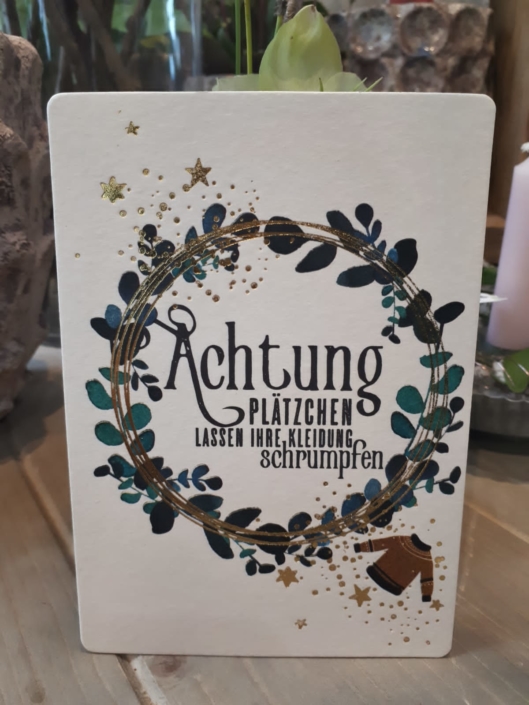 Achtung
PLÄTZCHEN
LASSEN IHRE KLEIDUNG
schrumpfen